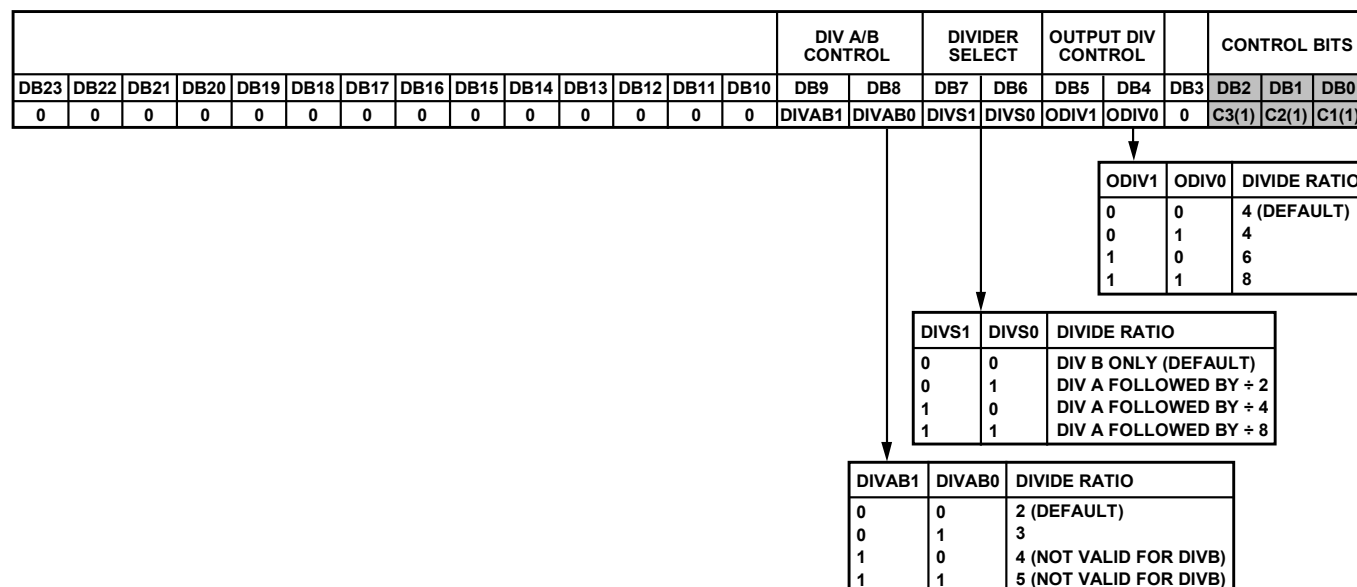 DIV A/B CONTROL DIVIDER SELECT OUTPUT DIV CONTROL CONTROL BITS
DB23 DB22 DB21 DB20 DB19 DB18 DB17 DB16 DB15 DB14 DB13 DB12 DB11 DB10 DB9 DB8 DB7 DB6 DB5 DB4 DB3 DB2 DB1 DB0
0 0 0 0 0 0 0 0 0 0 0 0 0 0 DIVAB1 DIVAB0 DIVS1 DIVS0 ODIV1 ODIV0 0 C3(1) C2(1) C1(1)
ODIV1 ODIV0 DIVIDE RATIO
0 0 4 (DEFAULT)
0 1 4
1 0 6
1 1 8
DIVS1 DIVS0 DIVIDE RATIO
0 0 DIV B ONLY (DEFAULT)
0 1 DIV A FOLLOWED BY ÷ 2
1 0 DIV A FOLLOWED BY ÷ 4
1 1 DIV A FOLLOWED BY ÷ 8
DIVAB1 DIVAB0 DIVIDE RATIO
0 0 2 (DEFAULT)
0 1 3
1 0 4 (NOT VALID FOR DIVB)
1 1 5 (NOT VALID FOR DIVB)